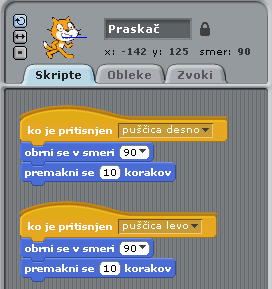 Praskač
x: -142 y: 125 smer: 90
Skripte Obleke Zvoki
ko je pritisnjen puščica desno
obrni se v smeri 90
premakni se 10 korakov
ko je pritisnjen puščica levo
obrni se v smeri 90
premakni se 10 korakov